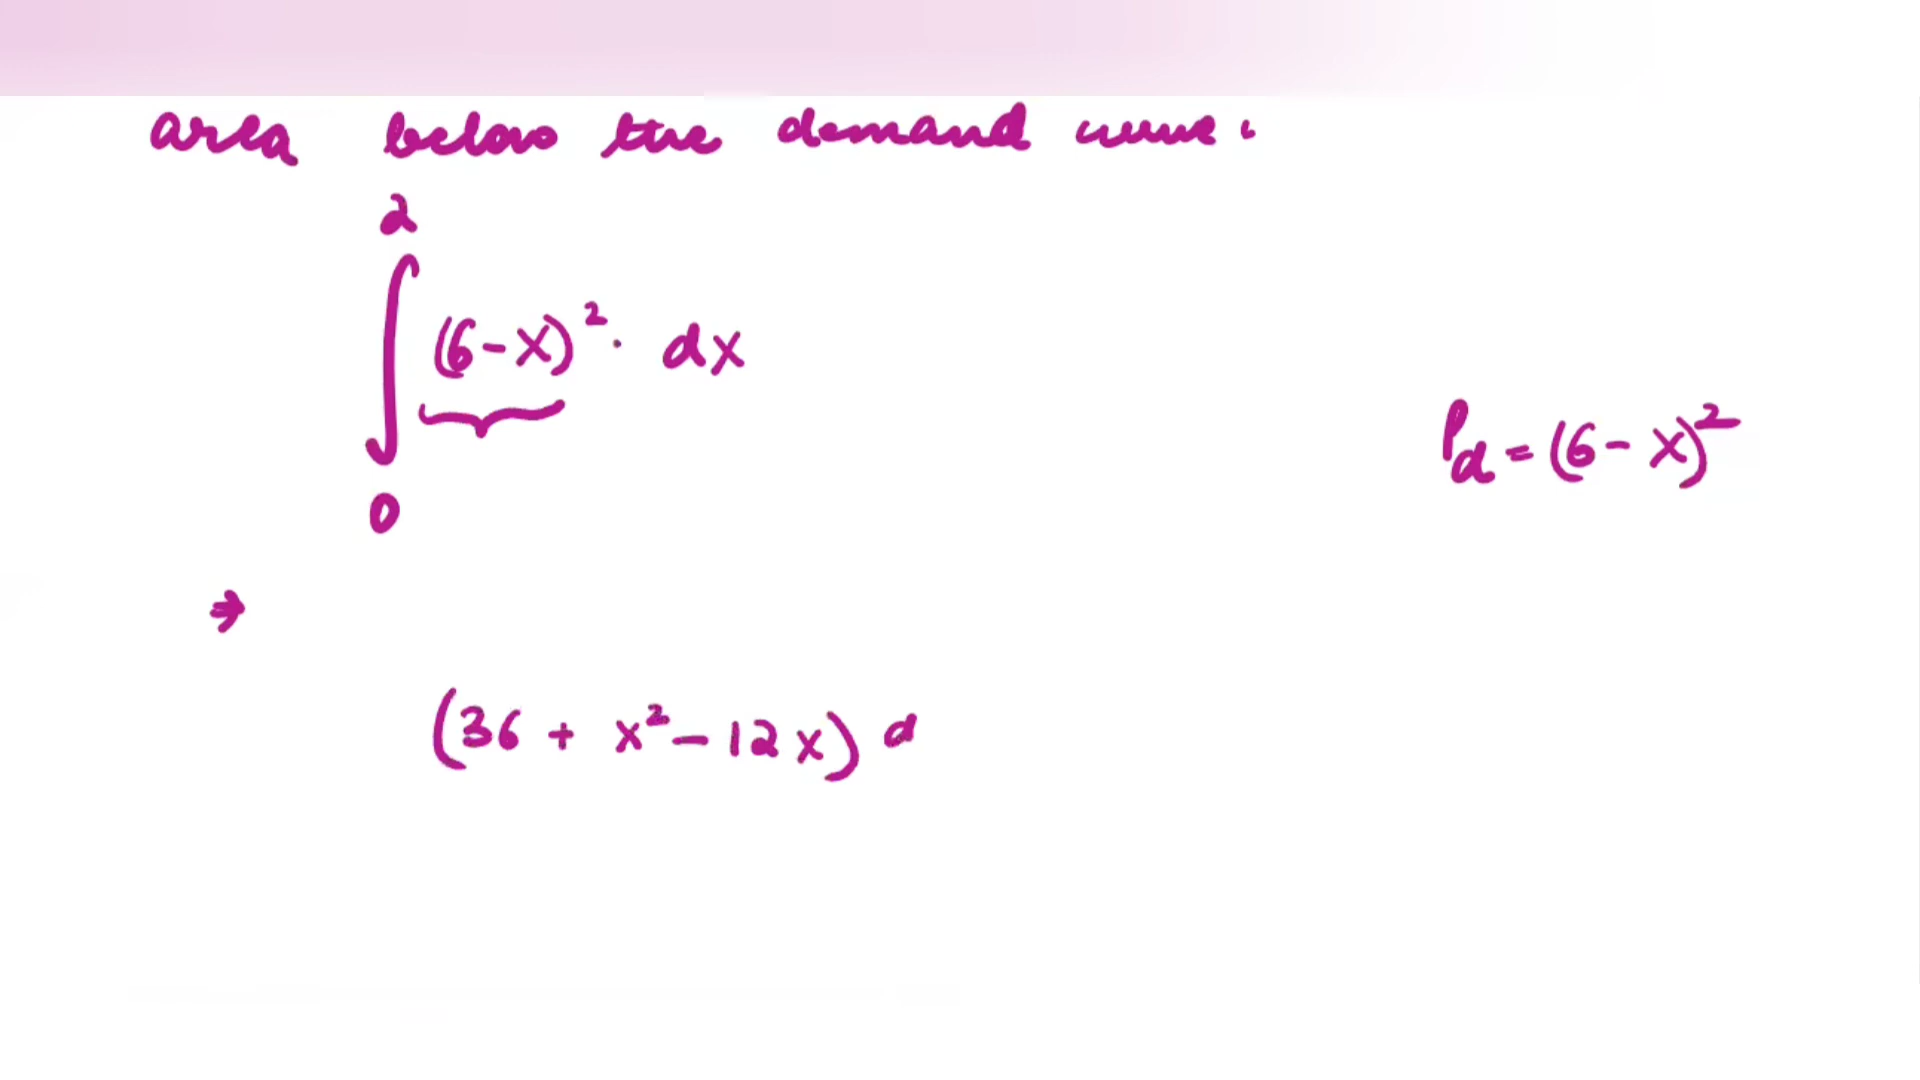 area below the demand curve.
2
∫ (6-x)². dx
0
P_d = (6-x)²
→
(36 + x² - 12x) d